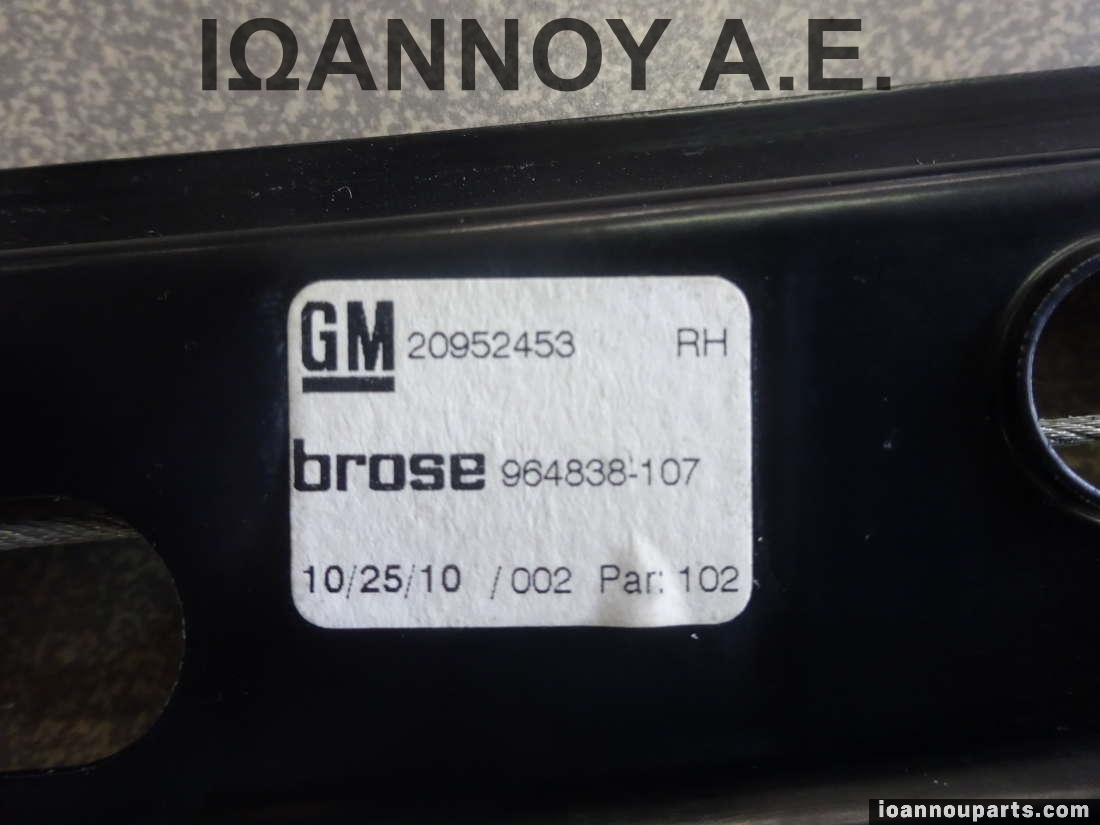 ΙΩΑΝΝΟΥ Α.Ε.
GM 20952453 RH
brose 964838-107
10/25/10 /002 Par: 102
ioannouparts.com